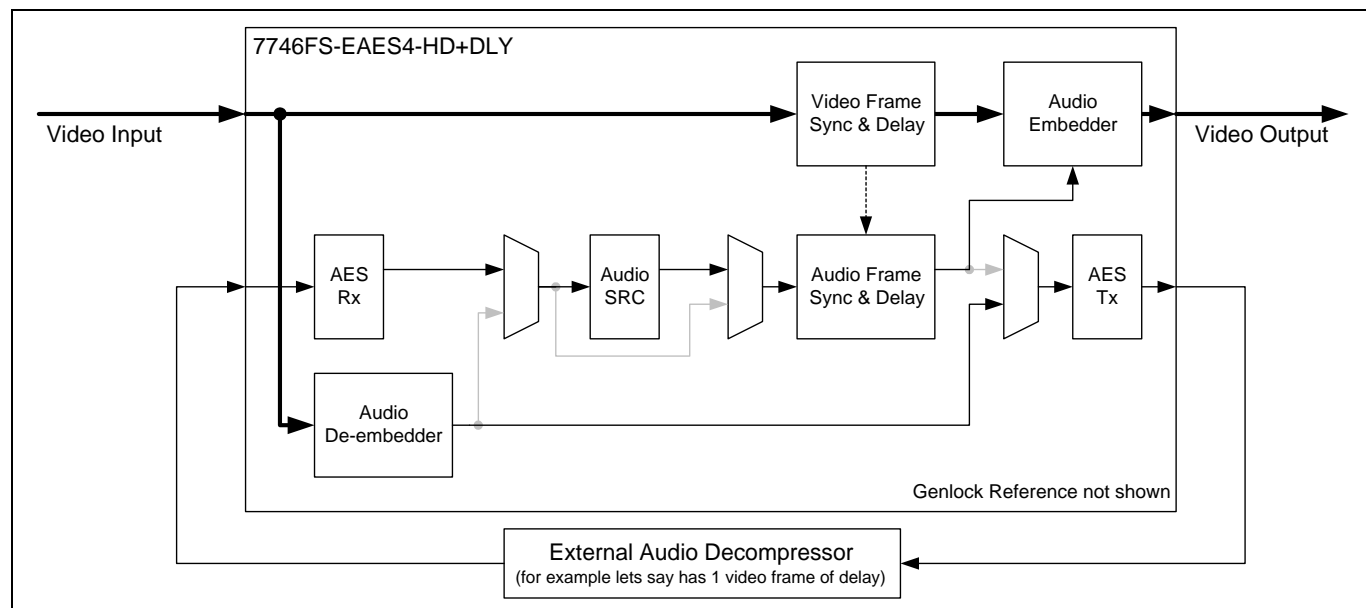 7746FS-EAES4-HD+DLY
Video Input
Video Frame
Sync & Delay
Audio
Embedder
Video Output
AES
Rx
Audio
SRC
Audio Frame
Sync & Delay
AES
Tx
Audio
De-embedder
Genlock Reference not shown
External Audio Decompressor
(for example lets say has 1 video frame of delay)